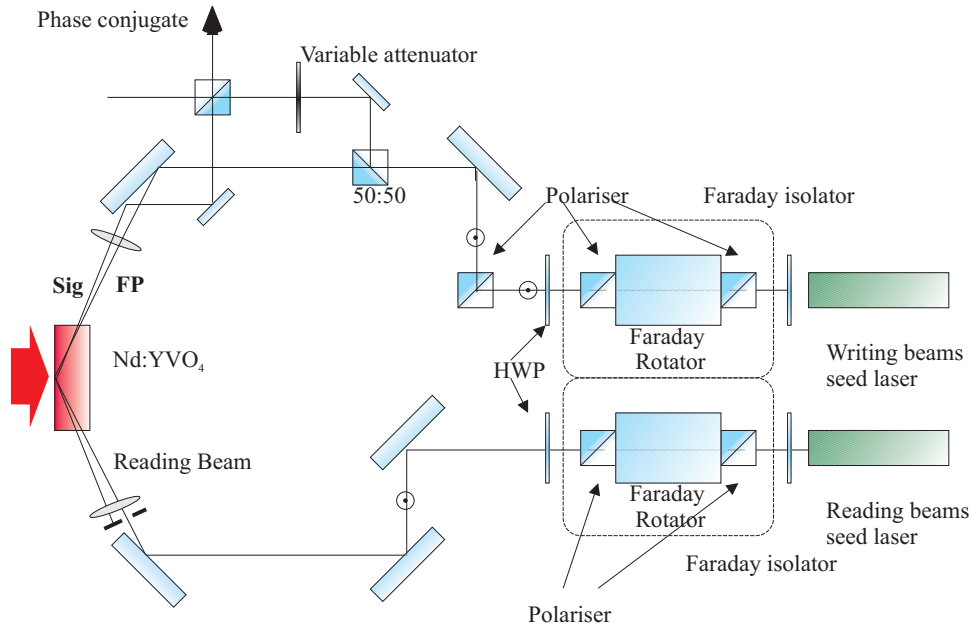 Phase conjugate
Variable attenuator
50:50
Polariser
Faraday isolator
Sig
FP
Faraday
Rotator
Writing beams
seed laser
Nd:YVO₄
HWP
Reading Beam
Faraday
Rotator
Reading beams
seed laser
Faraday isolator
Polariser